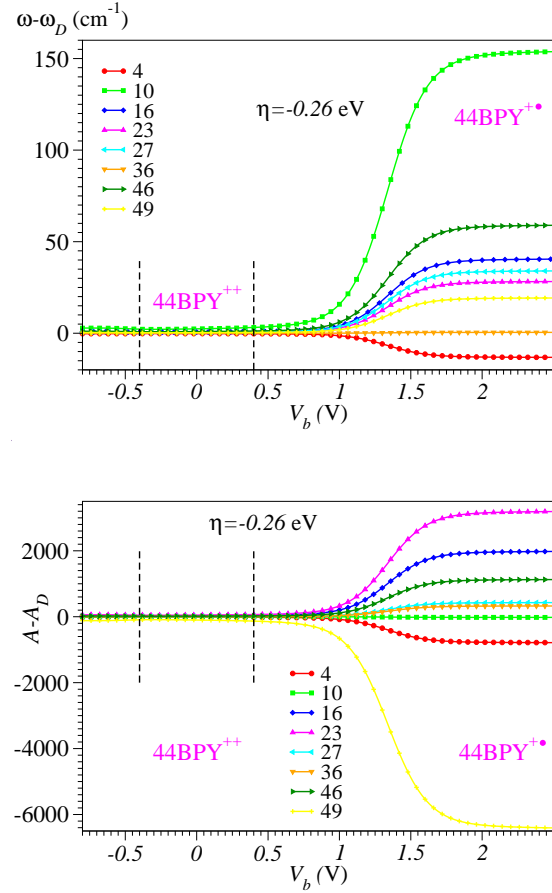 ω-ω_D (cm⁻¹)
150
100
50
0
4
10
16
23
27
36
46
49
η=-0.26 eV
44BPY⁺•
44BPY⁺⁺
-0.5 0 0.5 1 1.5 2
V_b (V)
η=-0.26 eV
A-A_D
2000
0
-2000
-4000
-6000
4
10
16
23
27
36
46
49
44BPY⁺⁺
44BPY⁺•
-0.5 0 0.5 1 1.5 2
V_b (V)